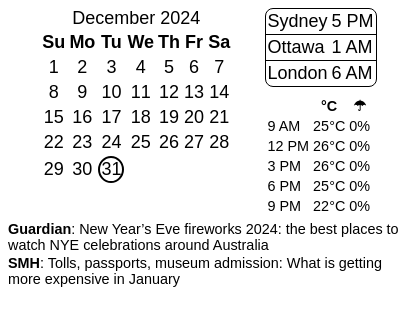 December 2024
Su Mo Tu We Th Fr Sa
1 2 3 4 5 6 7
8 9 10 11 12 13 14
15 16 17 18 19 20 21
22 23 24 25 26 27 28
29 30 31
Sydney 5 PM
Ottawa 1 AM
London 6 AM
°C ☂
9 AM 25°C 0%
12 PM 26°C 0%
3 PM 26°C 0%
6 PM 25°C 0%
9 PM 22°C 0%
Guardian: New Year’s Eve fireworks 2024: the best places to
watch NYE celebrations around Australia
SMH: Tolls, passports, museum admission: What is getting
more expensive in January